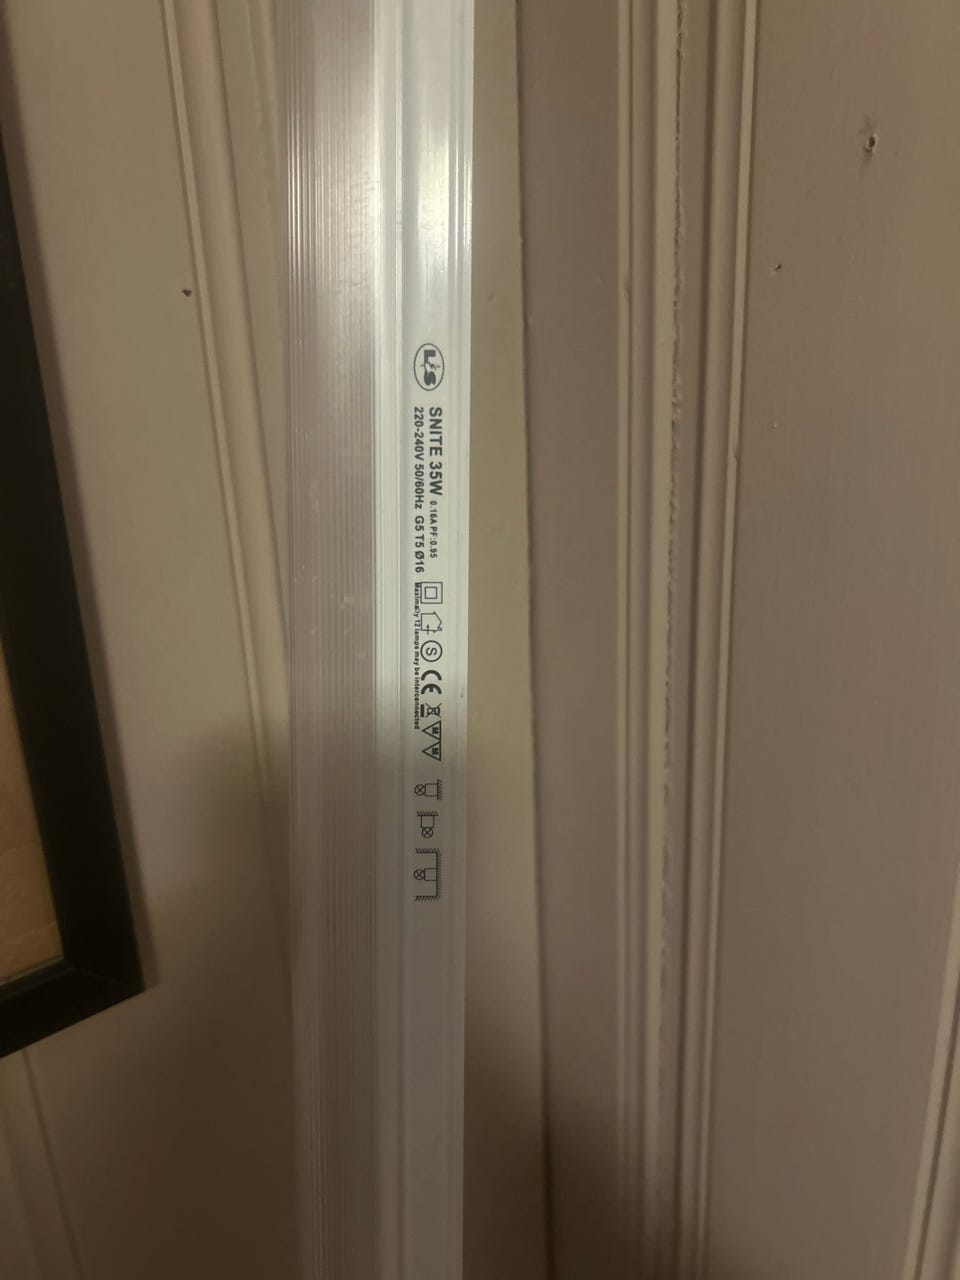 L&S
SNITE 35W 0.16A PF:0.95
220-240V 50/60Hz G5 T5 Ø16
S CE M M
Maximally 12 lamps may be interconnected